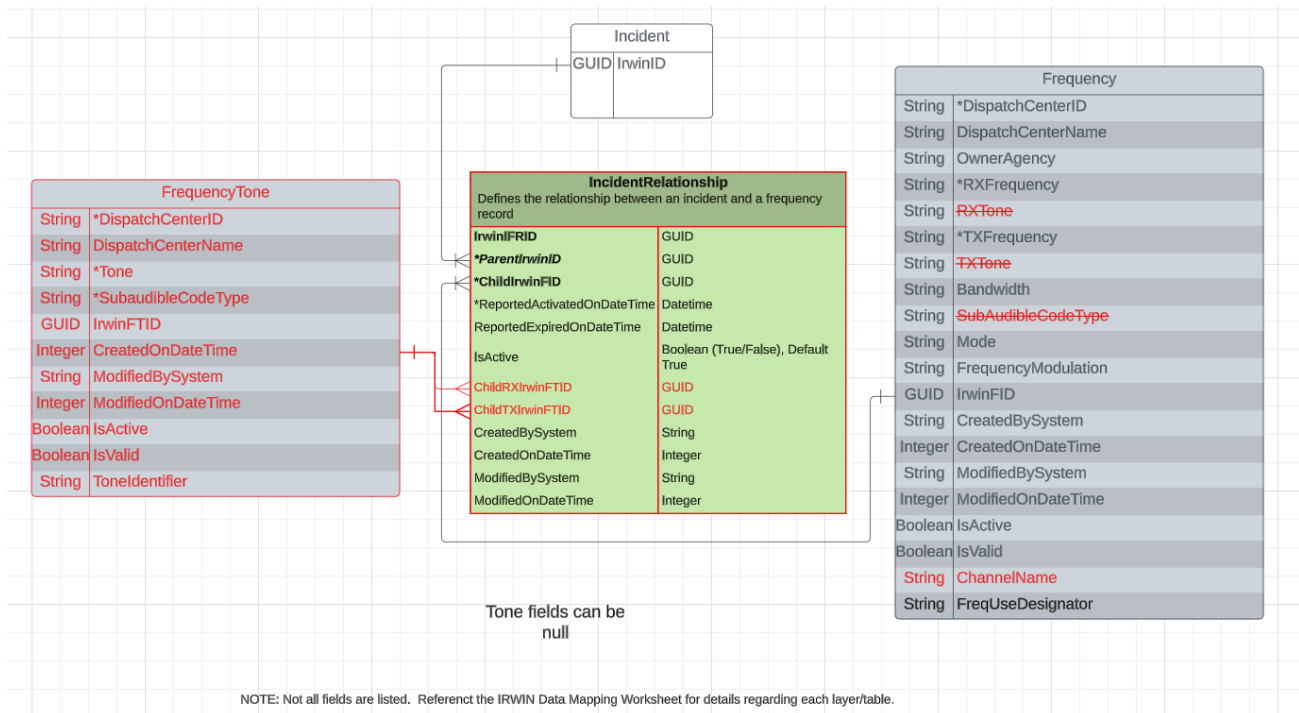 Incident
GUID IrwinID
FrequencyTone
String *DispatchCenterID
String DispatchCenterName
String *Tone
String *SubaudibleCodeType
GUID IrwinFTID
Integer CreatedOnDateTime
String ModifiedBySystem
Integer ModifiedOnDateTime
Boolean IsActive
Boolean IsValid
String ToneIdentifier
IncidentRelationship
Defines the relationship between an incident and a frequency
record
IrwinIFRID GUID
*ParentIrwinID GUID
*ChildIrwinFID GUID
*ReportedActivatedOnDateTime Datetime
ReportedExpiredOnDateTime Datetime
IsActive Boolean (True/False), Default
True
ChildRXIrwinFTID GUID
ChildTXIrwinFTID GUID
CreatedBySystem String
CreatedOnDateTime Integer
ModifiedBySystem String
ModifiedOnDateTime Integer
Frequency
String *DispatchCenterID
String DispatchCenterName
String OwnerAgency
String *RXFrequency
String RXTone
String *TXFrequency
String TXTone
String Bandwidth
String SubAudibleCodeType
String Mode
String FrequencyModulation
GUID IrwinFID
String CreatedBySystem
Integer CreatedOnDateTime
String ModifiedBySystem
Integer ModifiedOnDateTime
Boolean IsActive
Boolean IsValid
String ChannelName
String FreqUseDesignator
Tone fields can be
null
NOTE: Not all fields are listed. Referenct the IRWIN Data Mapping Worksheet for details regarding each layer/table.